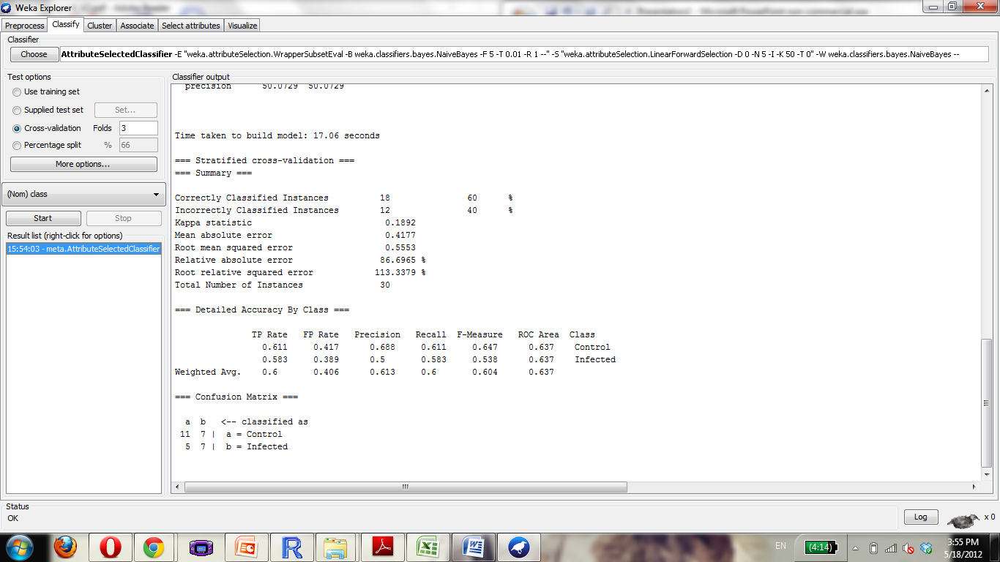 Weka Explorer
Preprocess Classify Cluster Associate Select attributes Visualize
Classifier
Choose AttributeSelectedClassifier -E "weka.attributeSelection.WrapperSubsetEval -B weka.classifiers.bayes.NaiveBayes -F 5 -T 0.01 -R 1 --" -S "weka.attributeSelection.LinearForwardSelection -D 0 -N 5 -I -K 50 -T 0" -W weka.classifiers.bayes.NaiveBayes --
Test options
Use training set
Supplied test set Set...
Cross-validation Folds 3
Percentage split % 66
More options...
(Nom) class
Start Stop
Result list (right-click for options)
15:54:03 - meta.AttributeSelectedClassifier
Classifier output
precision 50.0729 50.0729
Time taken to build model: 17.06 seconds
=== Stratified cross-validation ===
=== Summary ===
Correctly Classified Instances 18 60 %
Incorrectly Classified Instances 12 40 %
Kappa statistic 0.1892
Mean absolute error 0.4177
Root mean squared error 0.5553
Relative absolute error 86.6965 %
Root relative squared error 113.3379 %
Total Number of Instances 30
=== Detailed Accuracy By Class ===
TP Rate FP Rate Precision Recall F-Measure ROC Area Class
0.611 0.417 0.688 0.611 0.647 0.637 Control
0.583 0.389 0.5 0.583 0.538 0.637 Infected
Weighted Avg. 0.6 0.406 0.613 0.6 0.604 0.637
=== Confusion Matrix ===
a b <-- classified as
11 7 | a = Control
5 7 | b = Infected
Status
OK
Log x 0
EN (4:14) 3:55 PM
5/18/2012